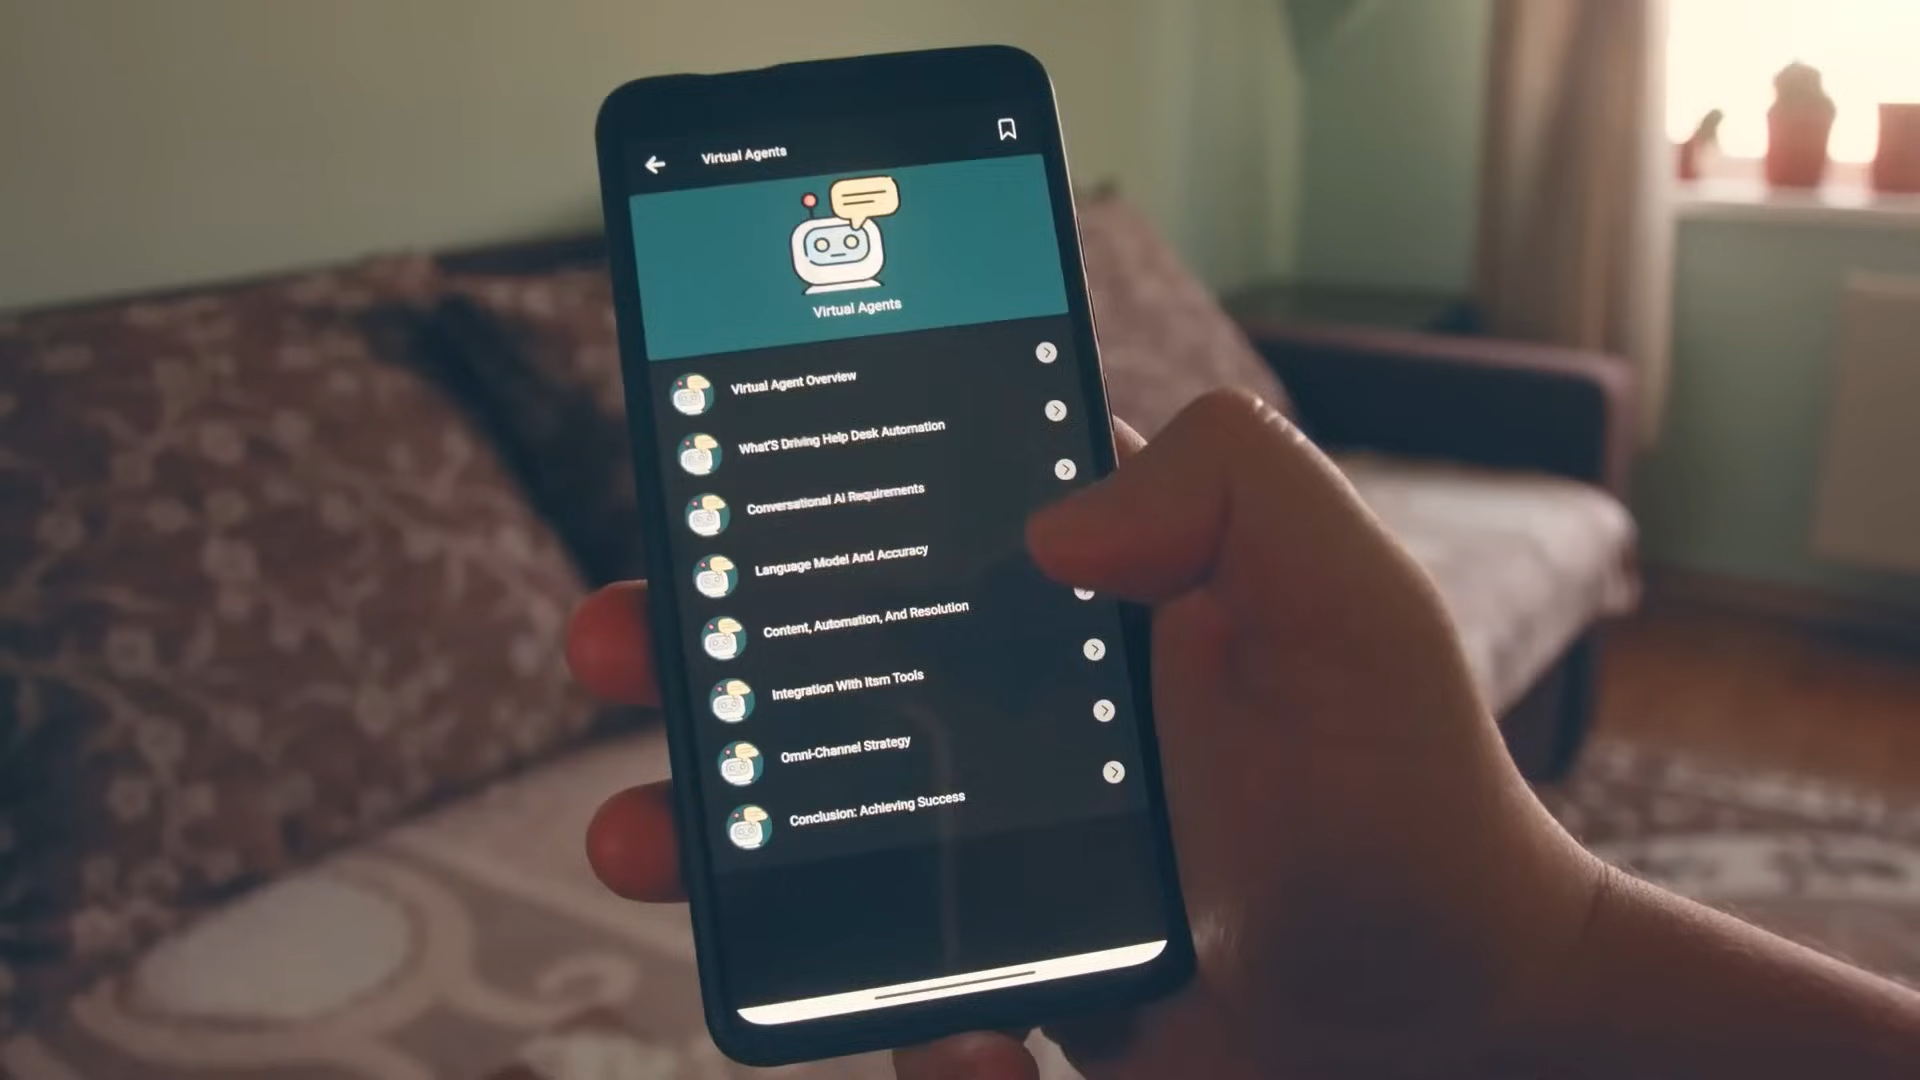 Virtual Agents
Virtual Agents
Virtual Agent Overview
What'S Driving Help Desk Automation
Conversational Ai Requirements
Language Model And Accuracy
Content, Automation, And Resolution
Integration With Itsm Tools
Omni-Channel Strategy
Conclusion: Achieving Success